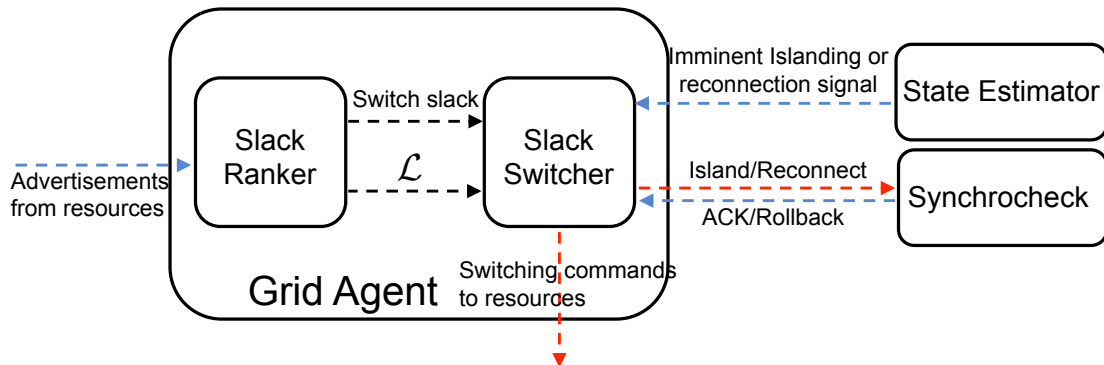 Imminent Islanding or
reconnection signal
State Estimator
Switch slack
Slack
Ranker
ℒ
Slack
Switcher
Advertisements
from resources
Island/Reconnect
ACK/Rollback
Synchrocheck
Switching commands
to resources
Grid Agent